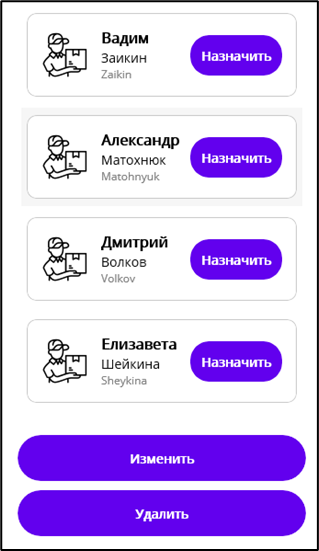 Вадим
Заикин
Zaikin
Назначить
Александр
Матохнюк
Matohnyuk
Назначить
Дмитрий
Волков
Volkov
Назначить
Елизавета
Шейкина
Sheykina
Назначить
Изменить
Удалить